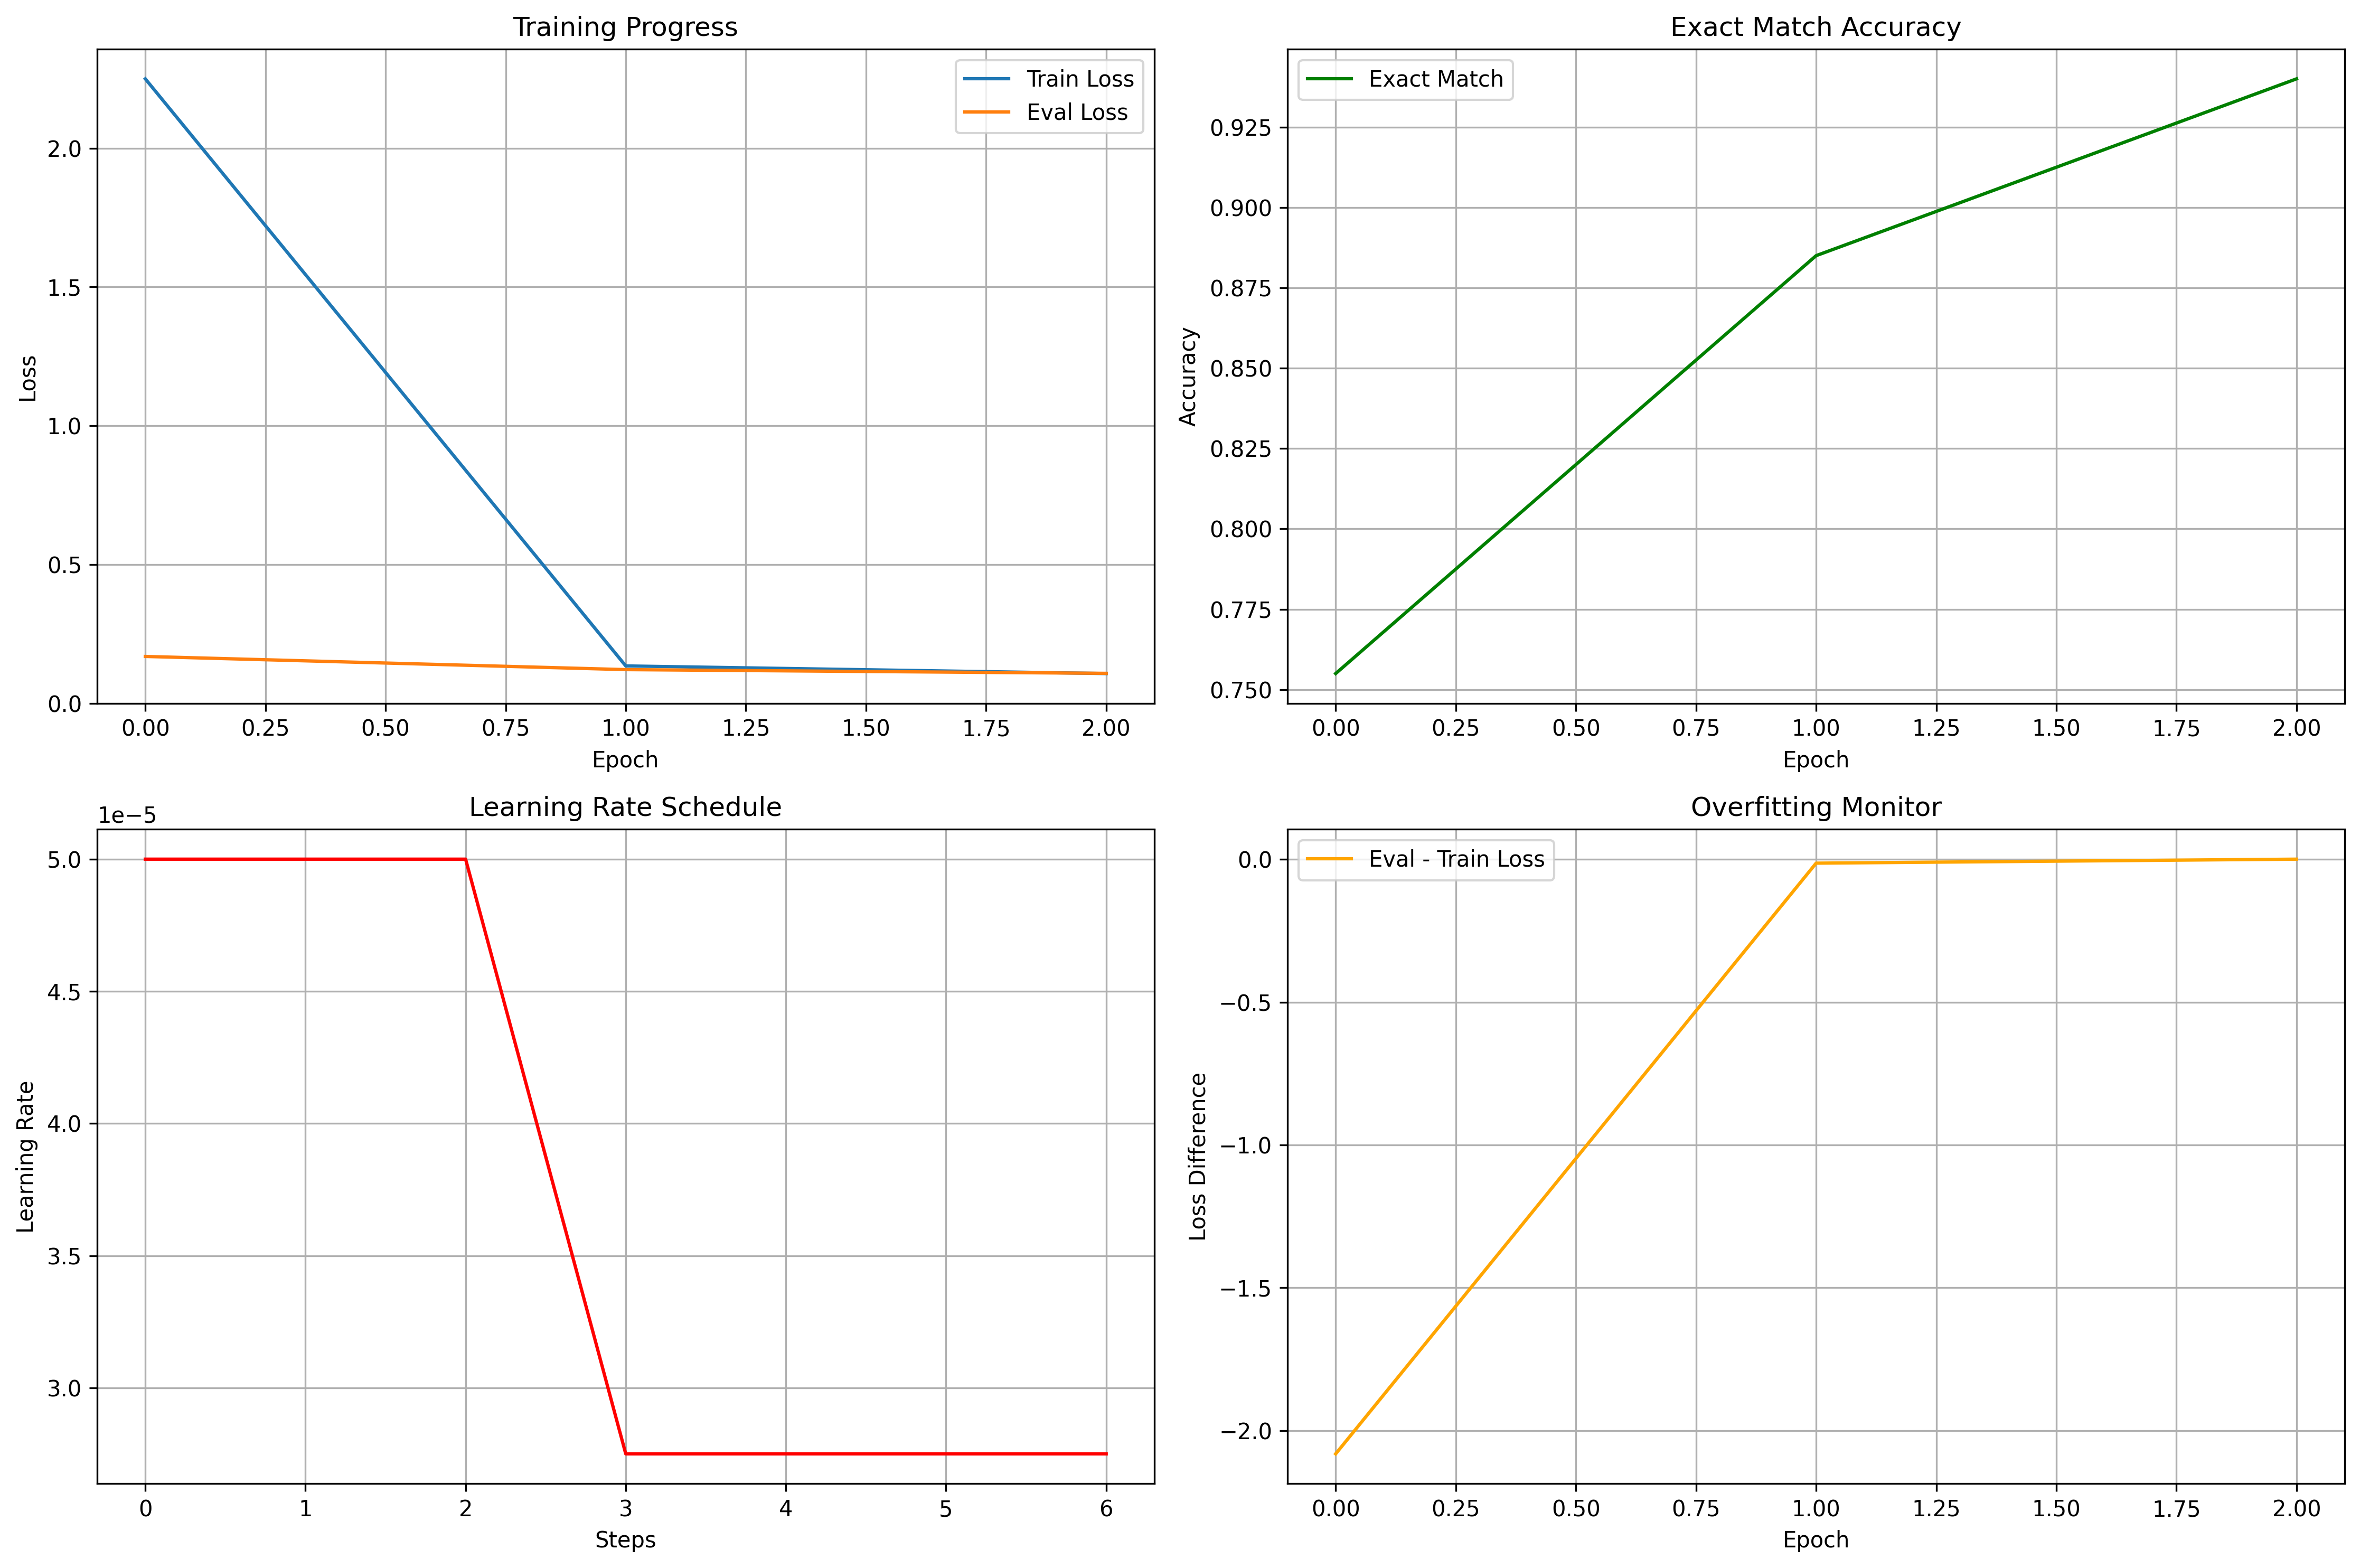 Training Progress
Loss
2.0
1.5
1.0
0.5
0.0
Train Loss
Eval Loss
0.00 0.25 0.50 0.75 1.00 1.25 1.50 1.75 2.00
Epoch
Exact Match Accuracy
Accuracy
0.925
0.900
0.875
0.850
0.825
0.800
0.775
0.750
Exact Match
0.00 0.25 0.50 0.75 1.00 1.25 1.50 1.75 2.00
Epoch
Learning Rate Schedule
1e−5
Learning Rate
5.0
4.5
4.0
3.5
3.0
0 1 2 3 4 5 6
Steps
Overfitting Monitor
Loss Difference
0.0
−0.5
−1.0
−1.5
−2.0
Eval - Train Loss
0.00 0.25 0.50 0.75 1.00 1.25 1.50 1.75 2.00
Epoch